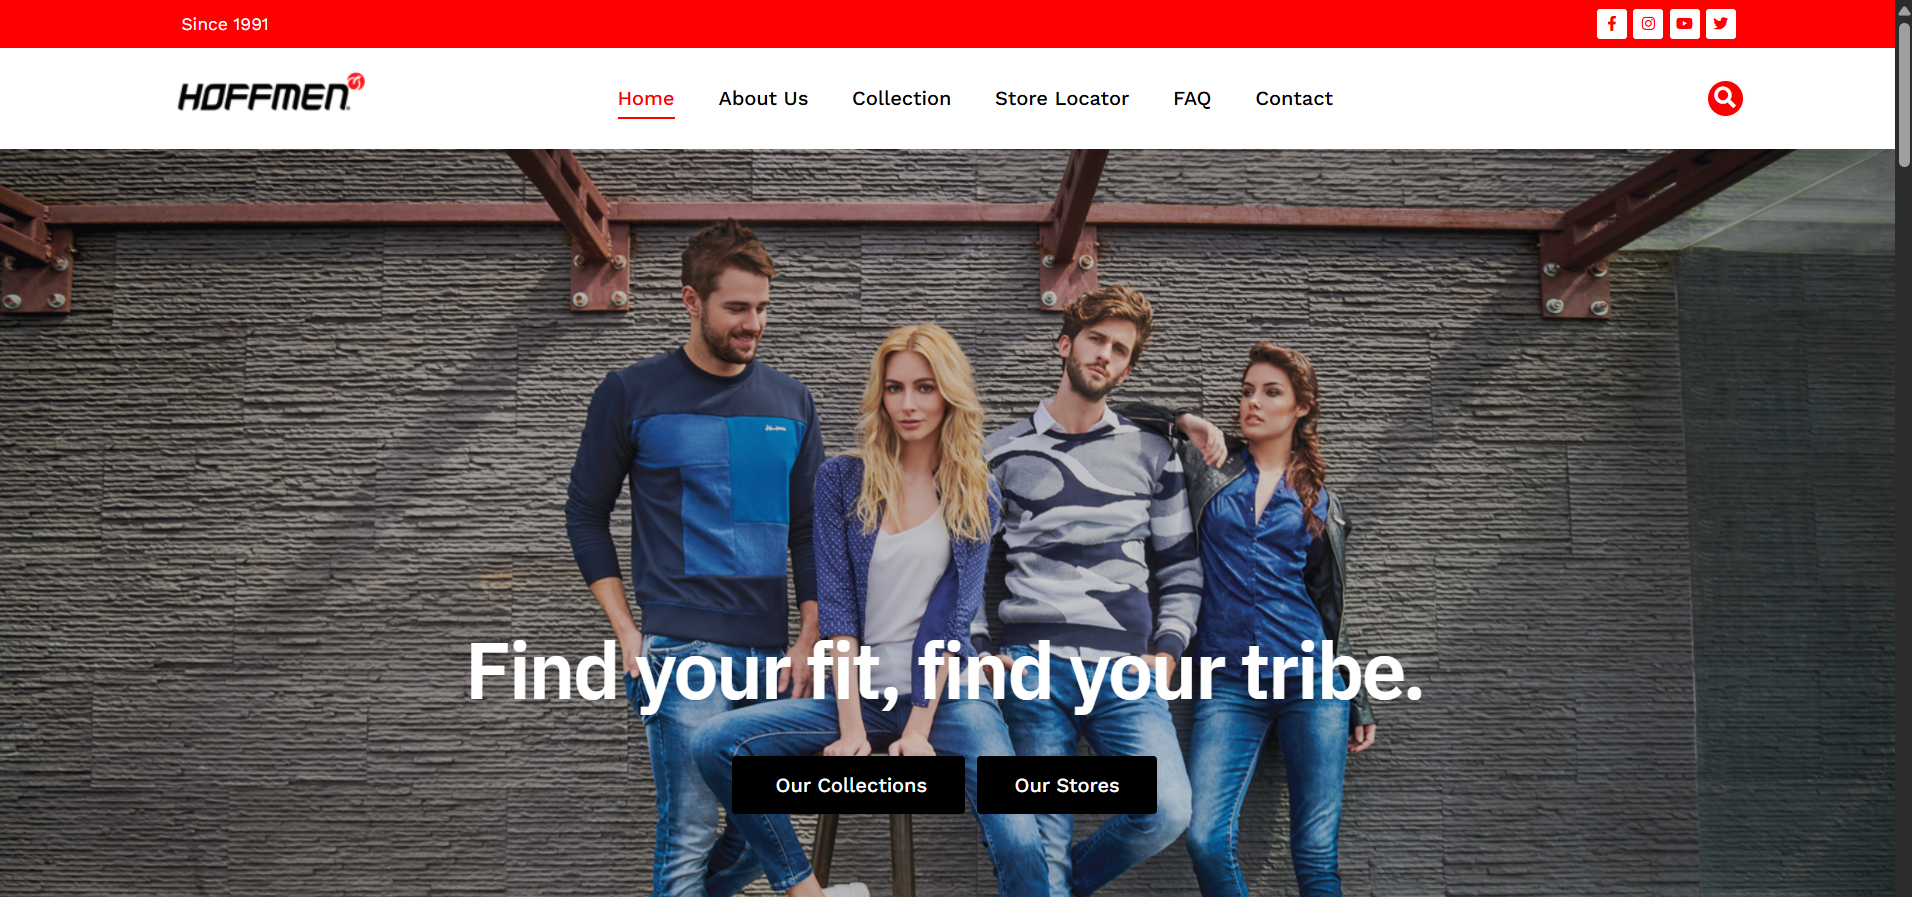 Since 1991
HOFFMEN
Home
About Us
Collection
Store Locator
FAQ
Contact
Find your fit, find your tribe.
Our Collections
Our Stores